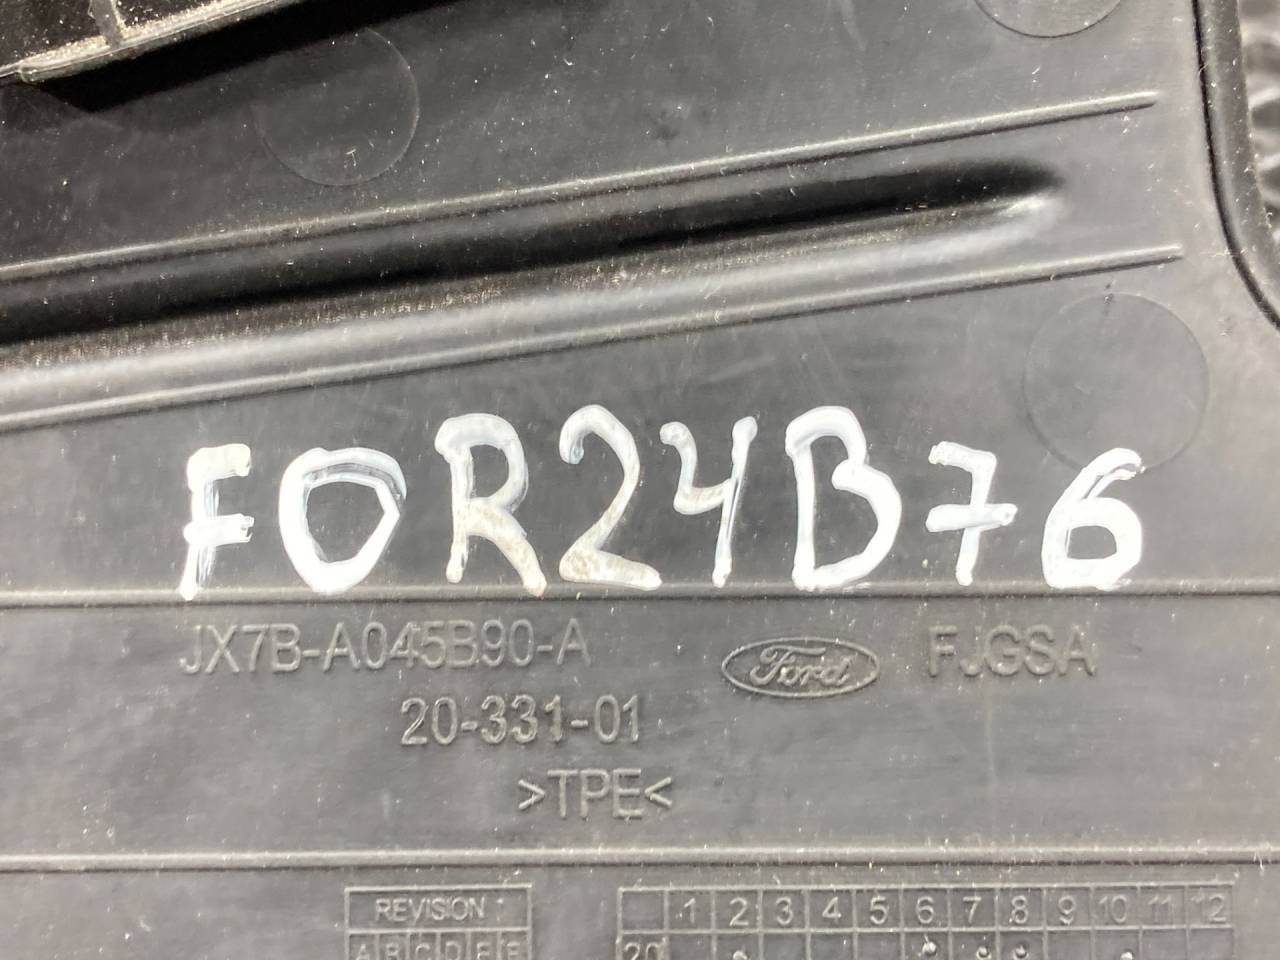 FOR24B76
JX7B-A045B90-A Ford FJGSA
20-331-01
>TPE<
REVISION 1 2 3 4 5 6 7 8 9 10 11 12
A B C D E F 20